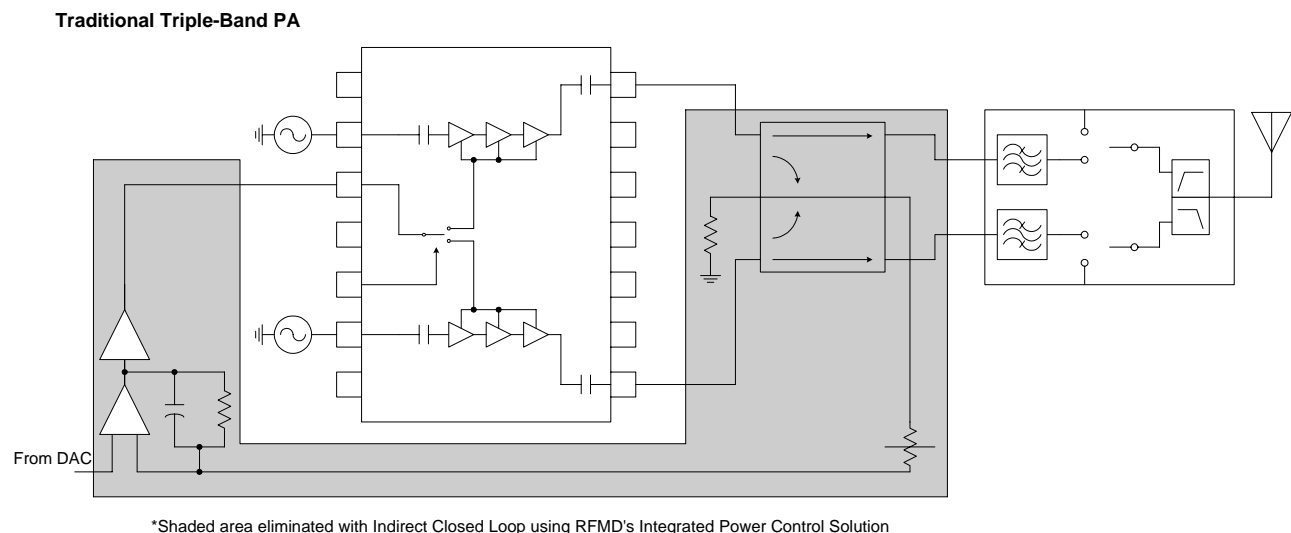 Traditional Triple-Band PA
From DAC
*Shaded area eliminated with Indirect Closed Loop using RFMD's Integrated Power Control Solution